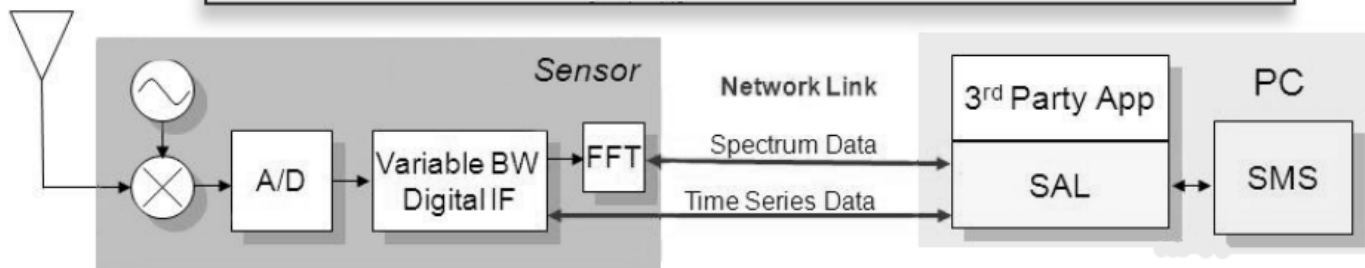 Sensor
Network Link
3rd Party App
PC
A/D
Variable BW
Digital IF
FFT
Spectrum Data
SAL
SMS
Time Series Data